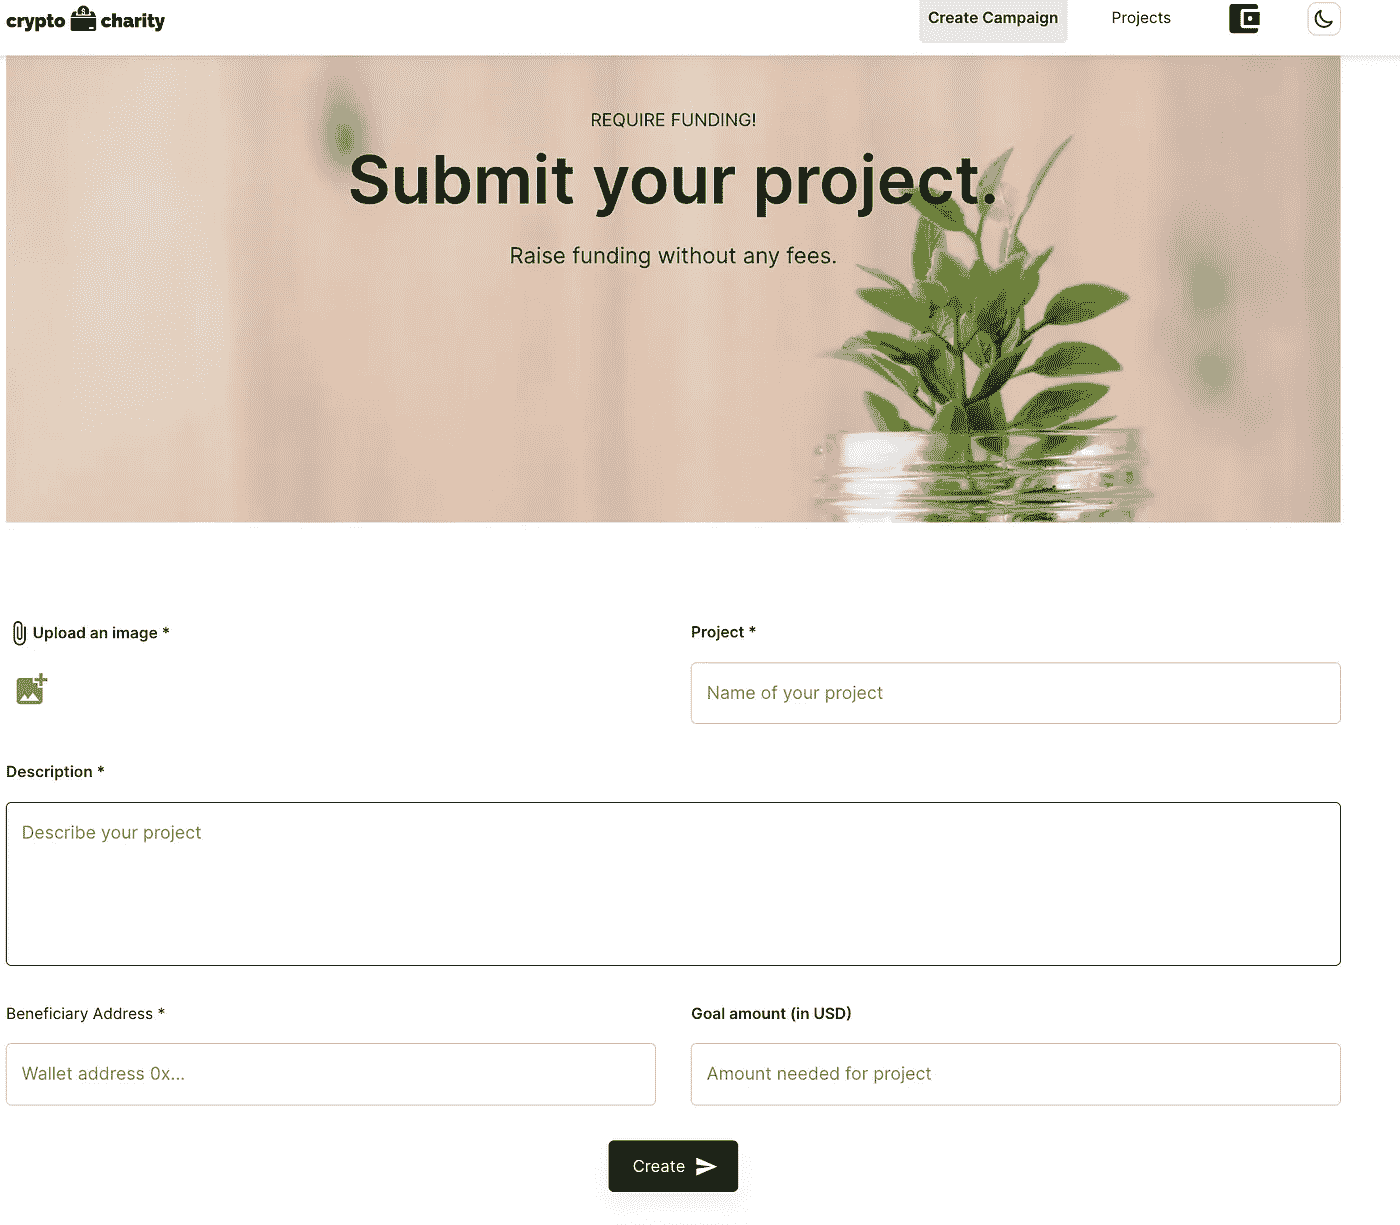 crypto charity
Create Campaign
Projects
REQUIRE FUNDING!
Submit your project.
Raise funding without any fees.
Upload an image *
Project *
Name of your project
Description *
Describe your project
Beneficiary Address *
Goal amount (in USD)
Wallet address 0x...
Amount needed for project
Create